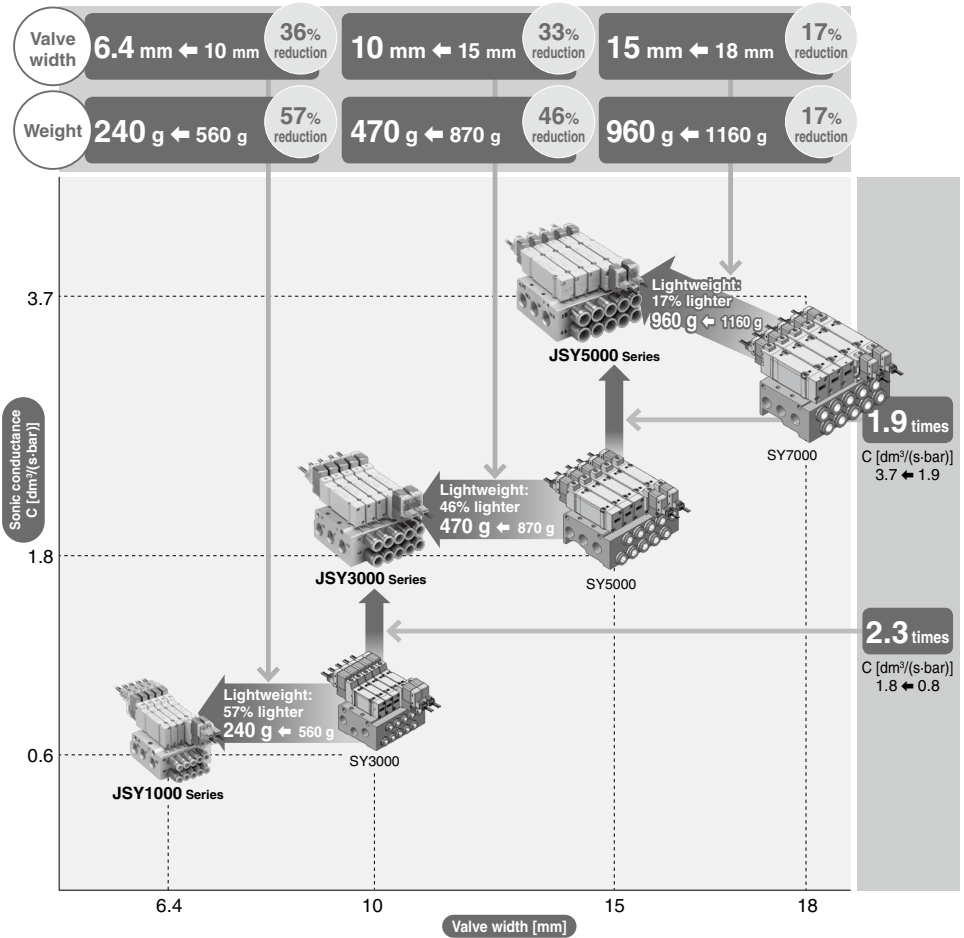 Valve
width
6.4 mm ← 10 mm
36%
reduction
10 mm ← 15 mm
33%
reduction
15 mm ← 18 mm
17%
reduction
Weight
240 g ← 560 g
57%
reduction
470 g ← 870 g
46%
reduction
960 g ← 1160 g
17%
reduction
Sonic conductance
C [dm³/(s·bar)]
3.7
1.8
0.6
Lightweight:
17% lighter
960 g ← 1160 g
JSY5000 Series
SY7000
1.9 times
C [dm³/(s·bar)]
3.7 ← 1.9
Lightweight:
46% lighter
470 g ← 870 g
JSY3000 Series
SY5000
2.3 times
C [dm³/(s·bar)]
1.8 ← 0.8
Lightweight:
57% lighter
240 g ← 560 g
SY3000
JSY1000 Series
6.4
10
15
18
Valve width [mm]